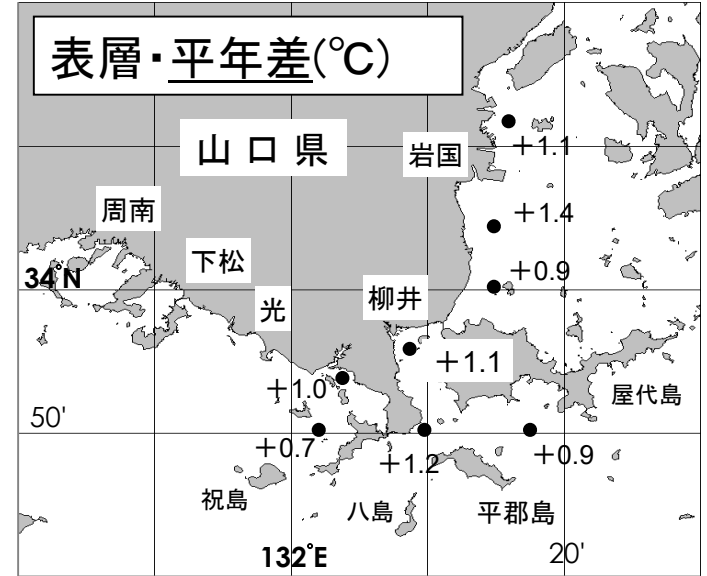 表層・平年差(℃)
山口県
岩国
+1.1
周南
+1.4
下松
34°N
+0.9
光
柳井
+1.1
+1.0
屋代島
50'
+0.7
+1.2
+0.9
祝島
八島
平郡島
132°E
20'